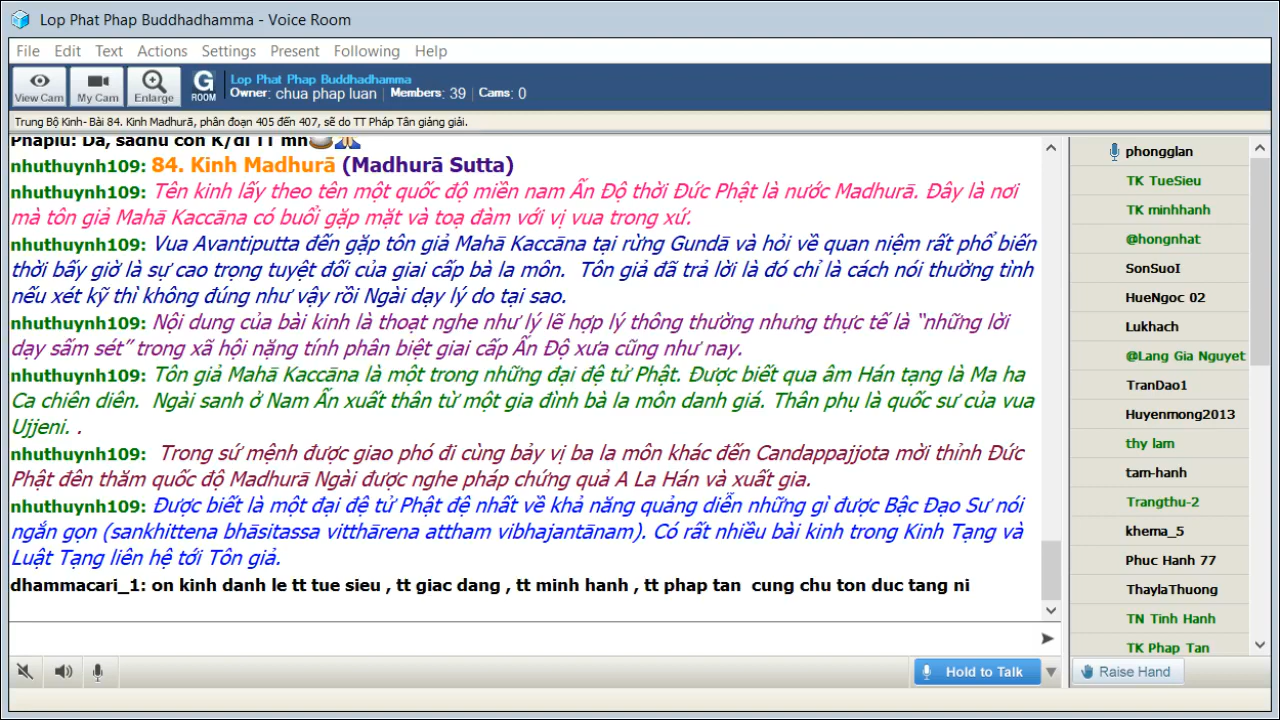 Lop Phat Phap Buddhadhamma - Voice Room
File Edit Text Actions Settings Present Following Help
View Cam My Cam Enlarge G ROOM
Lop Phat Phap Buddhadhamma
Owner: chua phap luan Members: 39 Cams: 0
Trung Bộ Kinh- Bài 84. Kinh Madhurā, phân đoạn 405 đến 407, sẽ do TT Pháp Tân giảng giải.
nhuthuynh109: 84. Kinh Madhurā (Madhurā Sutta)
nhuthuynh109: Tên kinh lấy theo tên một quốc độ miền nam Ấn Độ thời Đức Phật là nước Madhurā. Đây là nơi
mà tôn giả Mahā Kaccāna có buổi gặp mặt và toạ đàm với vị vua trong xứ.
nhuthuynh109: Vua Avantiputta đến gặp tôn giả Mahā Kaccāna tại rừng Gundā và hỏi về quan niệm rất phổ biến
thời bấy giờ là sự cao trọng tuyệt đối của giai cấp bà la môn. Tôn giả đã trả lời là đó chỉ là cách nói thường tình
nếu xét kỹ thì không đúng như vậy rồi Ngài dạy lý do tại sao.
nhuthuynh109: Nội dung của bài kinh là thoạt nghe như lý lẽ hợp lý thông thường nhưng thực tế là “những lời
dạy sấm sét” trong xã hội nặng tính phân biệt giai cấp Ấn Độ xưa cũng như nay.
nhuthuynh109: Tôn giả Mahā Kaccāna là một trong những đại đệ tử Phật. Được biết qua âm Hán tạng là Ma ha
Ca chiên diên. Ngài sanh ở Nam Ấn xuất thân từ một gia đình bà la môn danh giá. Thân phụ là quốc sư của vua
Ujjeni. .
nhuthuynh109: Trong sứ mệnh được giao phó đi cùng bảy vị ba la môn khác đến Candappajjota mời thỉnh Đức
Phật đên thăm quốc độ Madhurā Ngài được nghe pháp chứng quả A La Hán và xuất gia.
nhuthuynh109: Được biết là một đại đệ tử Phật đệ nhất về khả năng quảng diễn những gì được Bậc Đạo Sư nói
ngắn gọn (sankhittena bhāsitassa vitthārena attham vibhajantānam). Có rất nhiều bài kinh trong Kinh Tạng và
Luật Tạng liên hệ tới Tôn giả.
dhammacari_1: on kinh danh le tt tue sieu , tt giac dang , tt minh hanh , tt phap tan cung chu ton duc tang ni
phongglan
TK TueSieu
TK minhhanh
@hongnhat
SonSuoI
HueNgoc 02
Lukhach
@Lang Gia Nguyet
TranDao1
Huyenmong2013
thy lam
tam-hanh
Trangthu-2
khema_5
Phuc Hanh 77
ThaylaThuong
TN Tinh Hanh
TK Phap Tan
Hold to Talk
Raise Hand